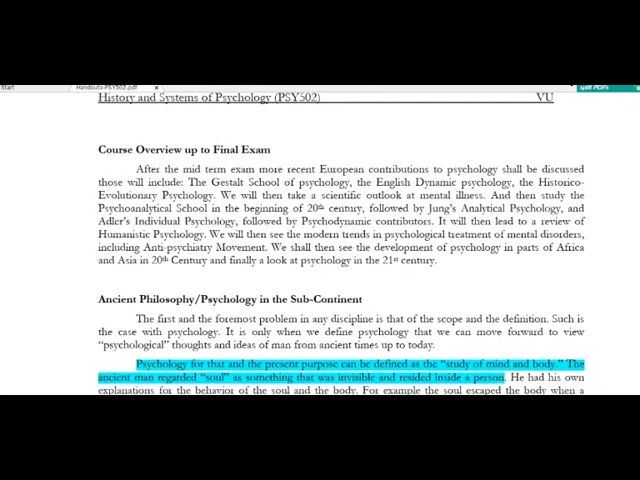 Start
Handouts-PSY502.pdf
split PDFs
History and Systems of Psychology (PSY502) VU
Course Overview up to Final Exam
After the mid term exam more recent European contributions to psychology shall be discussed
those will include: The Gestalt School of psychology, the English Dynamic psychology, the Historico-
Evolutionary Psychology. We will then take a scientific outlook at mental illness. And then study the
Psychoanalytical School in the beginning of 20th century, followed by Jung's Analytical Psychology, and
Adler's Individual Psychology, followed by Psychodynamic contributors. It will then lead to a review of
Humanistic Psychology. We will then see the modern trends in psychological treatment of mental disorders,
including Anti-psychiatry Movement. We shall then see the development of psychology in parts of Africa
and Asia in 20th Century and finally a look at psychology in the 21st century.
Ancient Philosophy/Psychology in the Sub-Continent
The first and the foremost problem in any discipline is that of the scope and the definition. Such is
the case with psychology. It is only when we define psychology that we can move forward to view
"psychological" thoughts and ideas of man from ancient times up to today.
Psychology for that and the present purpose can be defined as the "study of mind and body." The
ancient man regarded "soul" as something that was invisible and resided inside a person. He had his own
explanations for the behavior of the soul and the body. For example the soul escaped the body when a